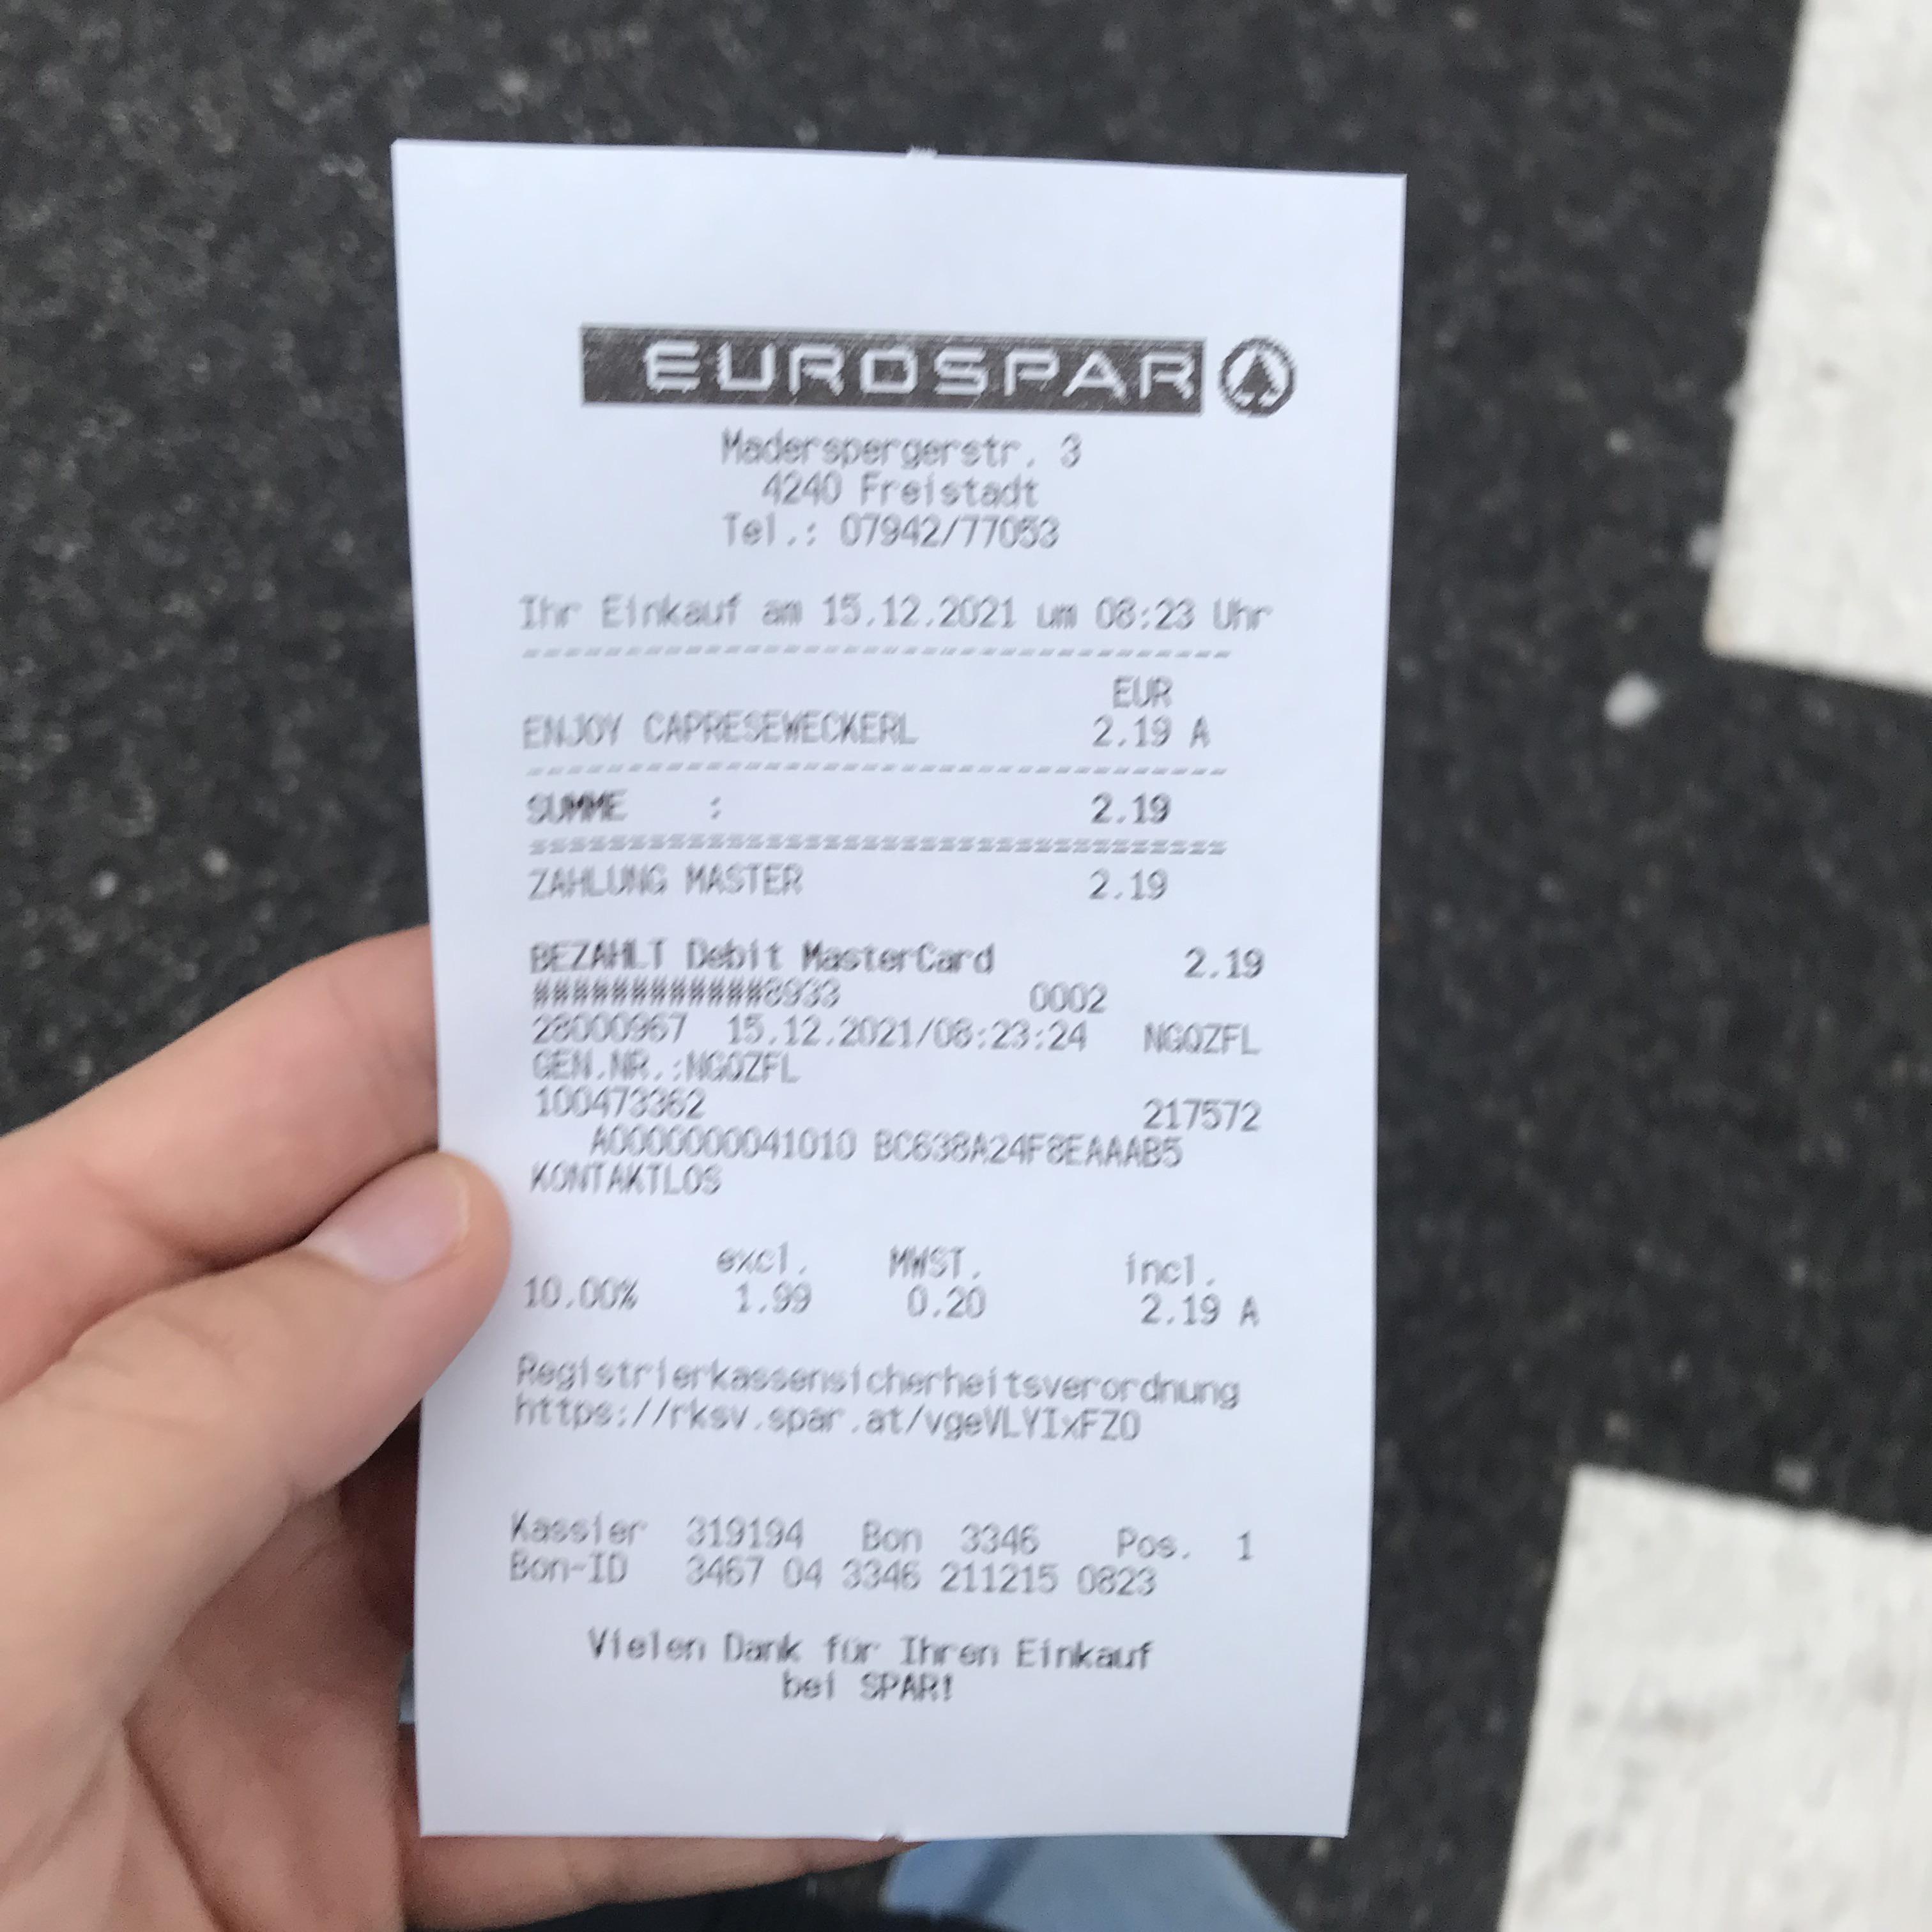 EUROSPAR
Maderspergerstr. 3
4240 Freistadt
Tel.: 07942/77053
Ihr Einkauf am 15.12.2021 um 08:23 Uhr
EUR
ENJOY CAPRESEWECKERL 2.19 A
SUMME : 2.19
ZAHLUNG MASTER 2.19
BEZAHLT Debit MasterCard 2.19
############8933 0002
28000967 15.12.2021/08:23:24 NGQZFL
GEN.NR.:NGQZFL
100473362 217572
A0000000041010 BC638A24F8EAAAB5
KONTAKTLOS
excl. MWST. incl.
10.00% 1.99 0.20 2.19 A
Registrierkassensicherheitsverordnung
https://rksv.spar.at/vgeVLYIxFZO
Kassier 319194 Bon 3346 Pos. 1
Bon-ID 3467 04 3346 211215 0823
Vielen Dank für Ihren Einkauf
bei SPAR!